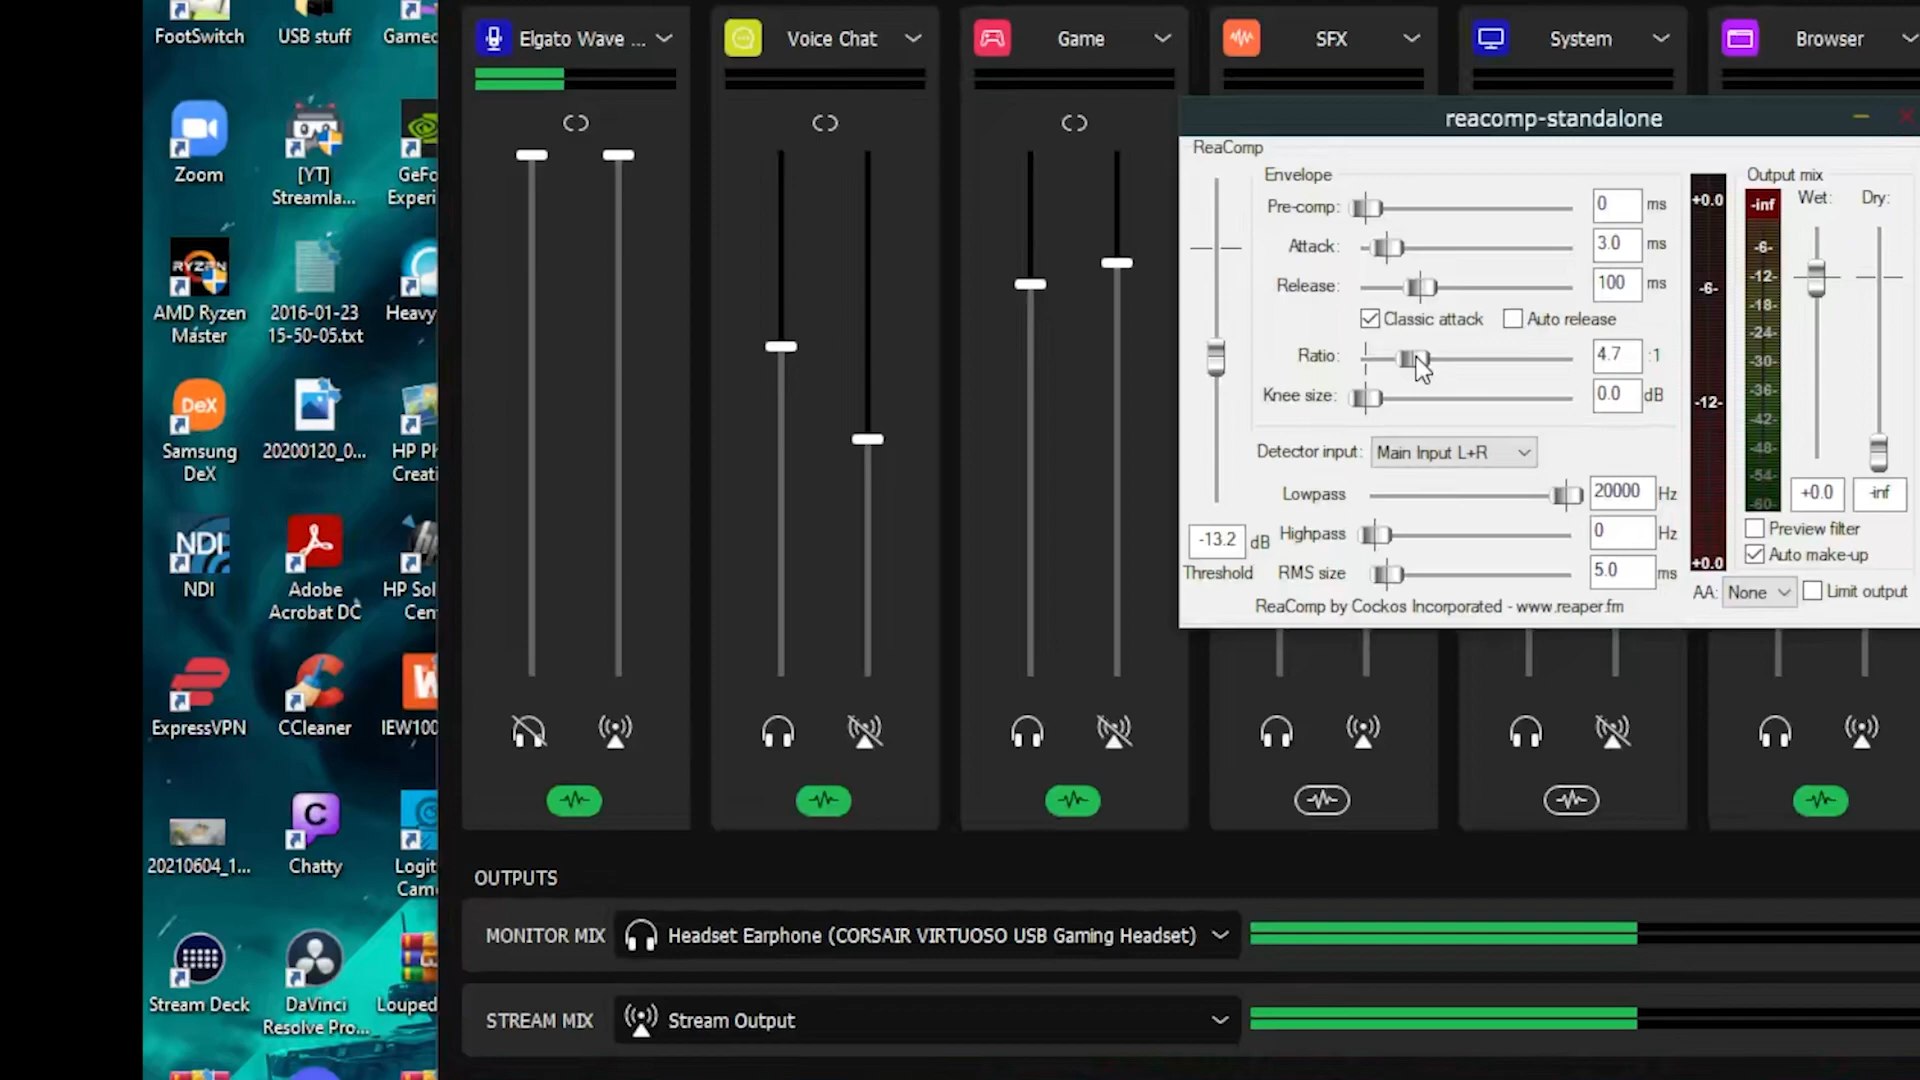 FootSwitch
USB stuff
Elgato Wave ...
Voice Chat
Game
SFX
System
Browser
Zoom
[YT]
Streamla...
GeFo
Experi
AMD Ryzen
Master
2016-01-23
15-50-05.txt
Heavy
Samsung
DeX
20200120_0...
HP Ph
Creati
NDI
Adobe
Acrobat DC
HP Sol
Cen
ExpressVPN
CCleaner
IEW100
20210604_1...
Chatty
Logit
Cam
Stream Deck
DaVinci
Resolve Pro...
Louped
RYZEN
DeX
NDI
reacomp-standalone
ReaComp
Envelope
Pre-comp: 0 ms
Attack: 3.0 ms
Release: 100 ms
Classic attack Auto release
Ratio: 4.7 :1
Knee size: 0.0 dB
Detector input: Main Input L+R
Lowpass 20000 Hz
Highpass 0 Hz
RMS size 5.0 ms
-13.2 dB
Threshold
ReaComp by Cockos Incorporated - www.reaper.fm
+0.0
-6-
-12-
+0.0
Output mix
Wet: Dry:
-inf
-6-
-12-
-18-
-24-
-30-
-36-
-42-
-48-
-54-
-60-
+0.0 -inf
Preview filter
Auto make-up
AA: None Limit output
OUTPUTS
MONITOR MIX Headset Earphone (CORSAIR VIRTUOSO USB Gaming Headset)
STREAM MIX Stream Output